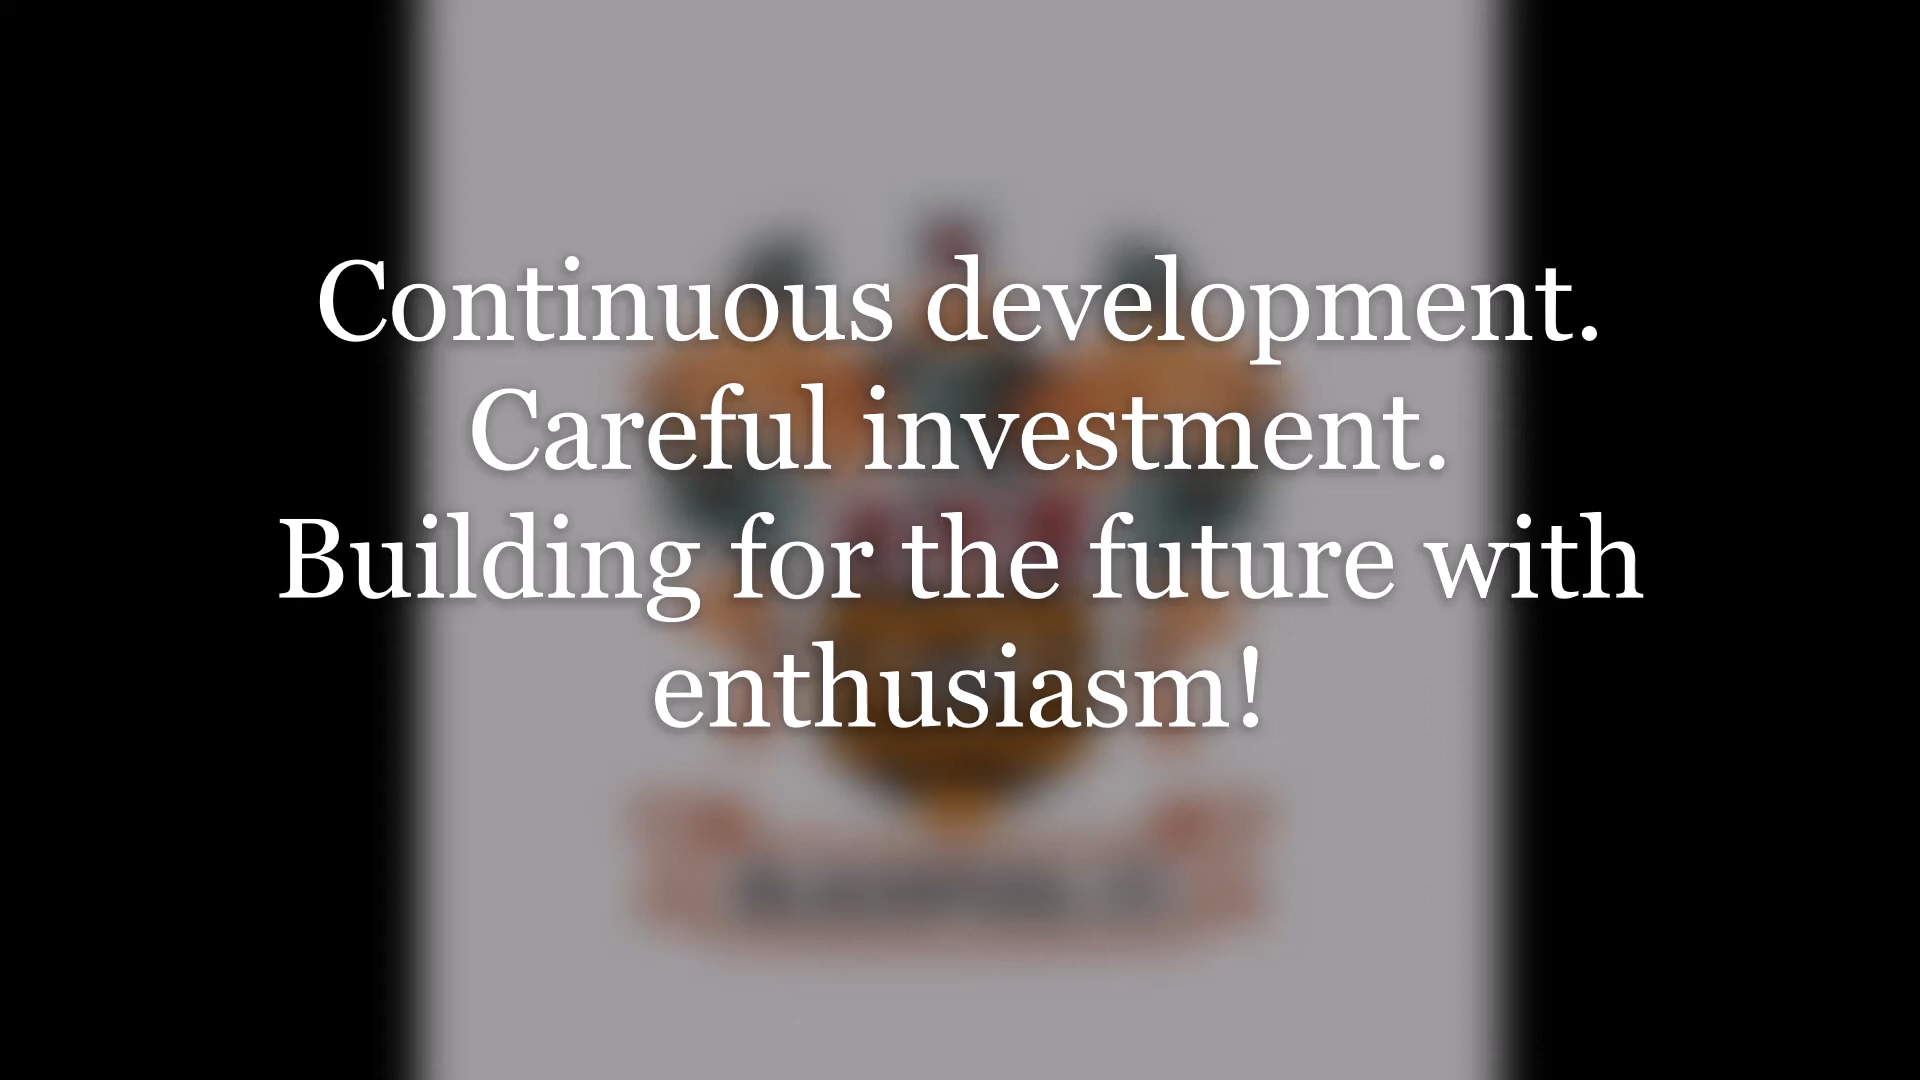 Continuous development.
Careful investment.
Building for the future with
enthusiasm!